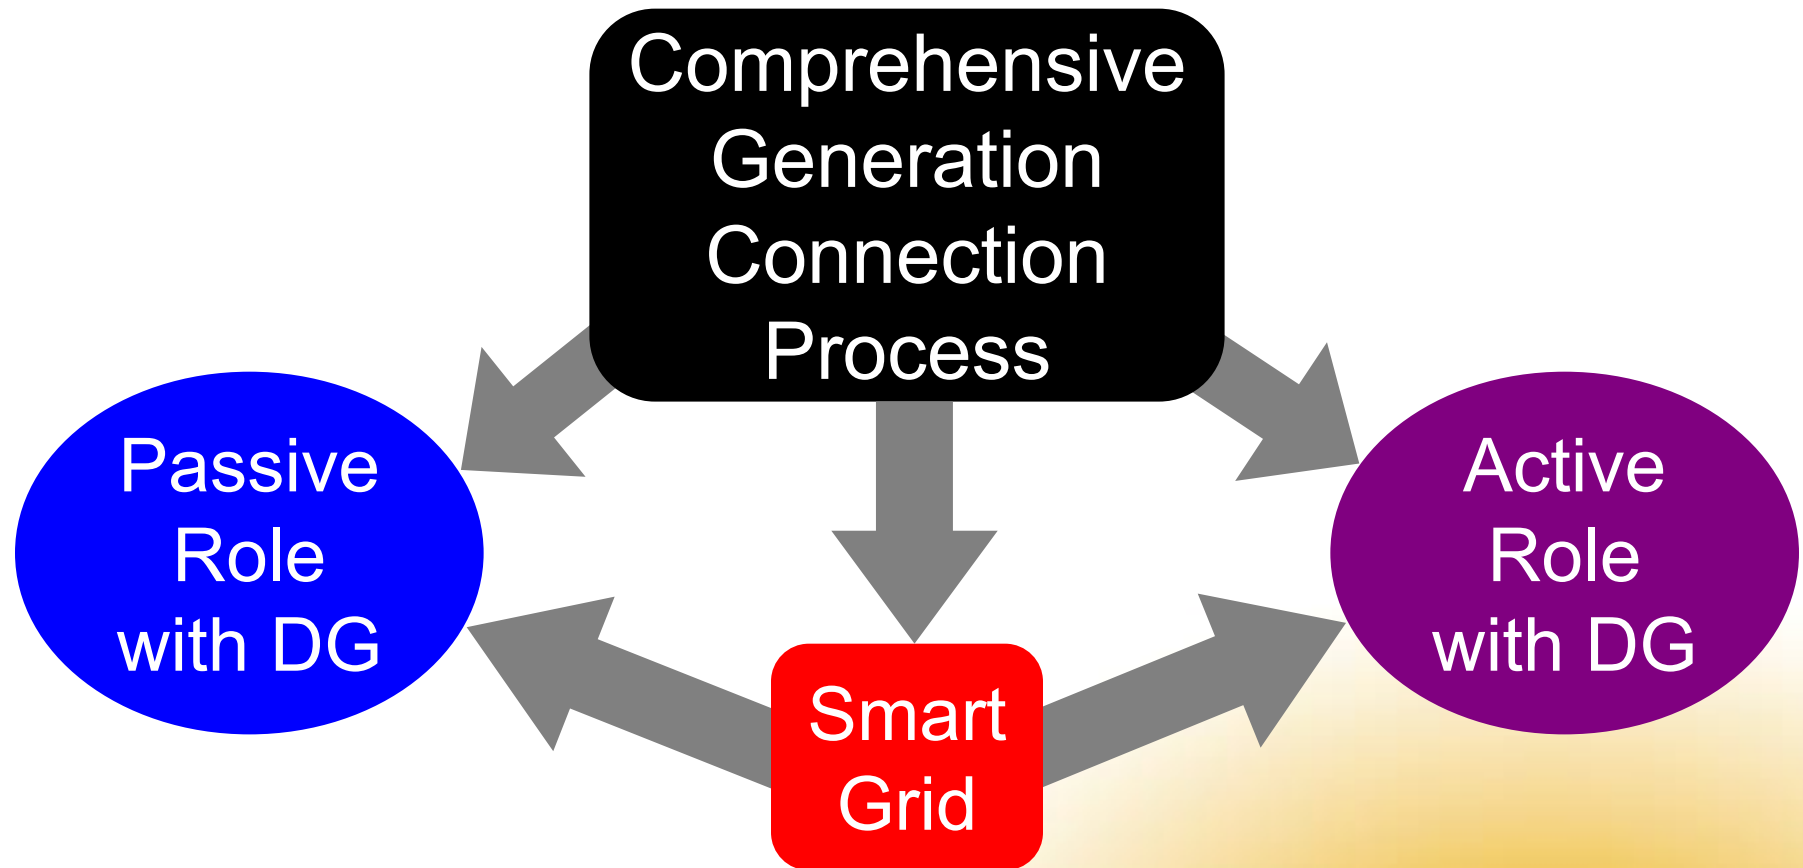 Comprehensive
Generation
Connection
Process
Passive
Role
with DG
Active
Role
with DG
Smart
Grid